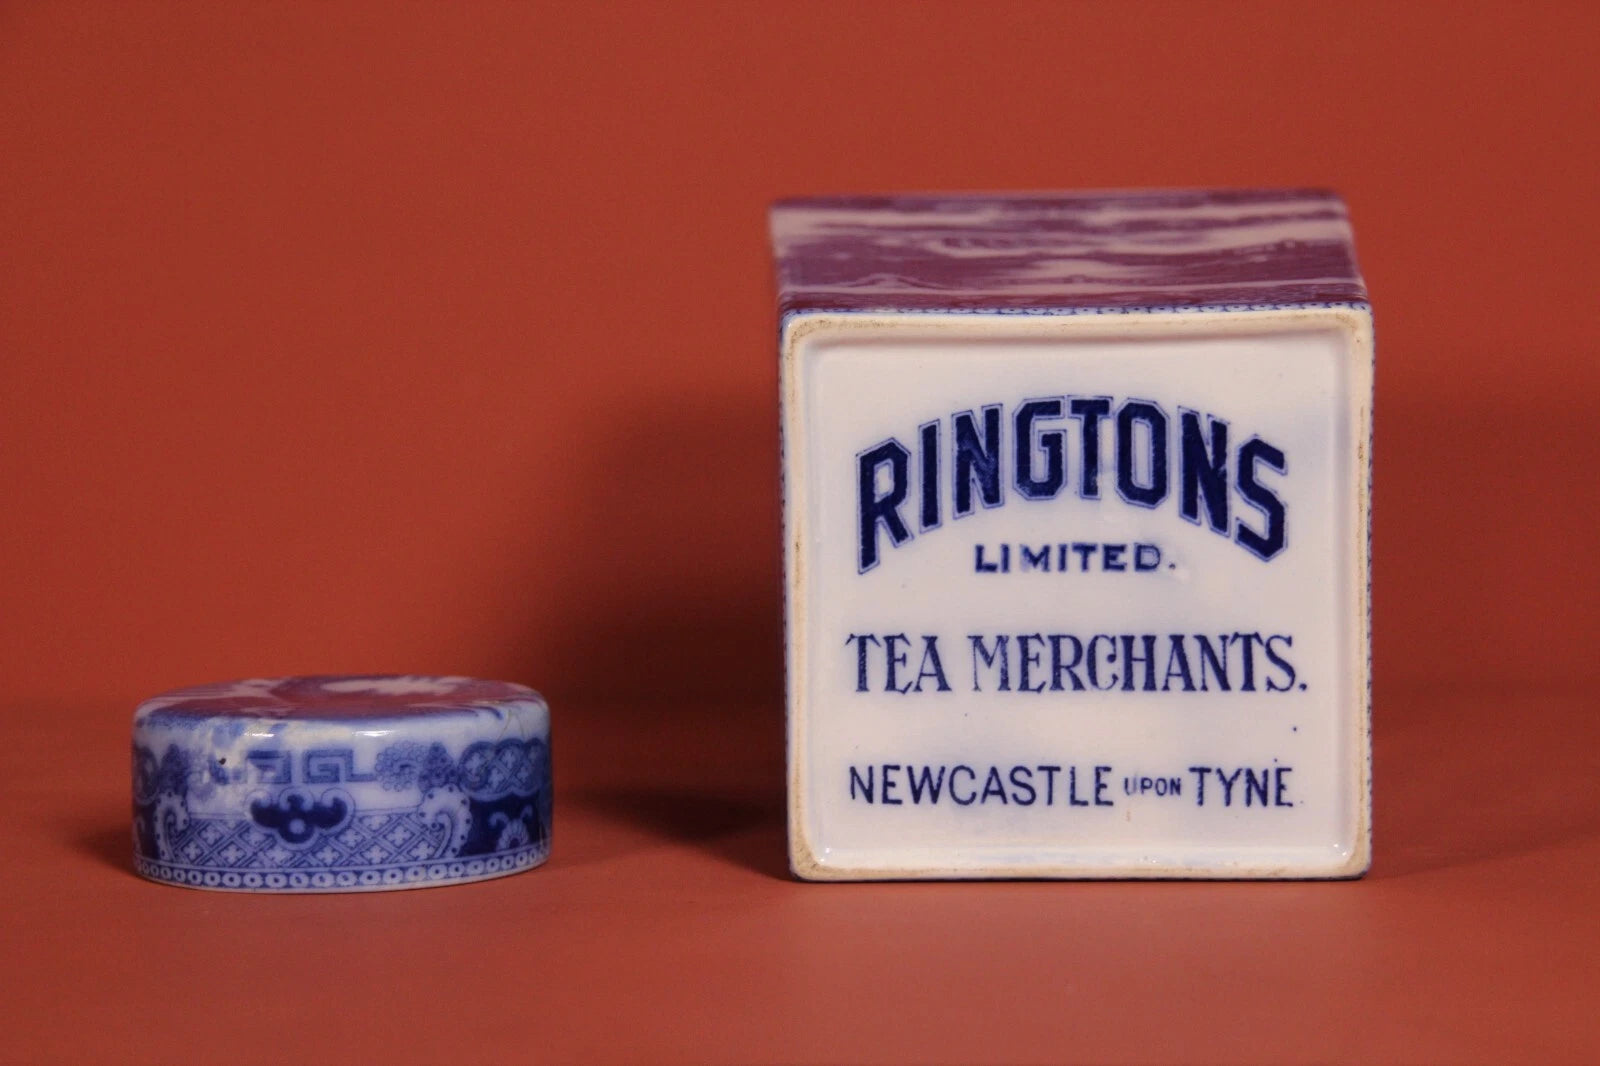 RINGTONS
LIMITED.
TEA MERCHANTS.
NEWCASTLE UPON TYNE